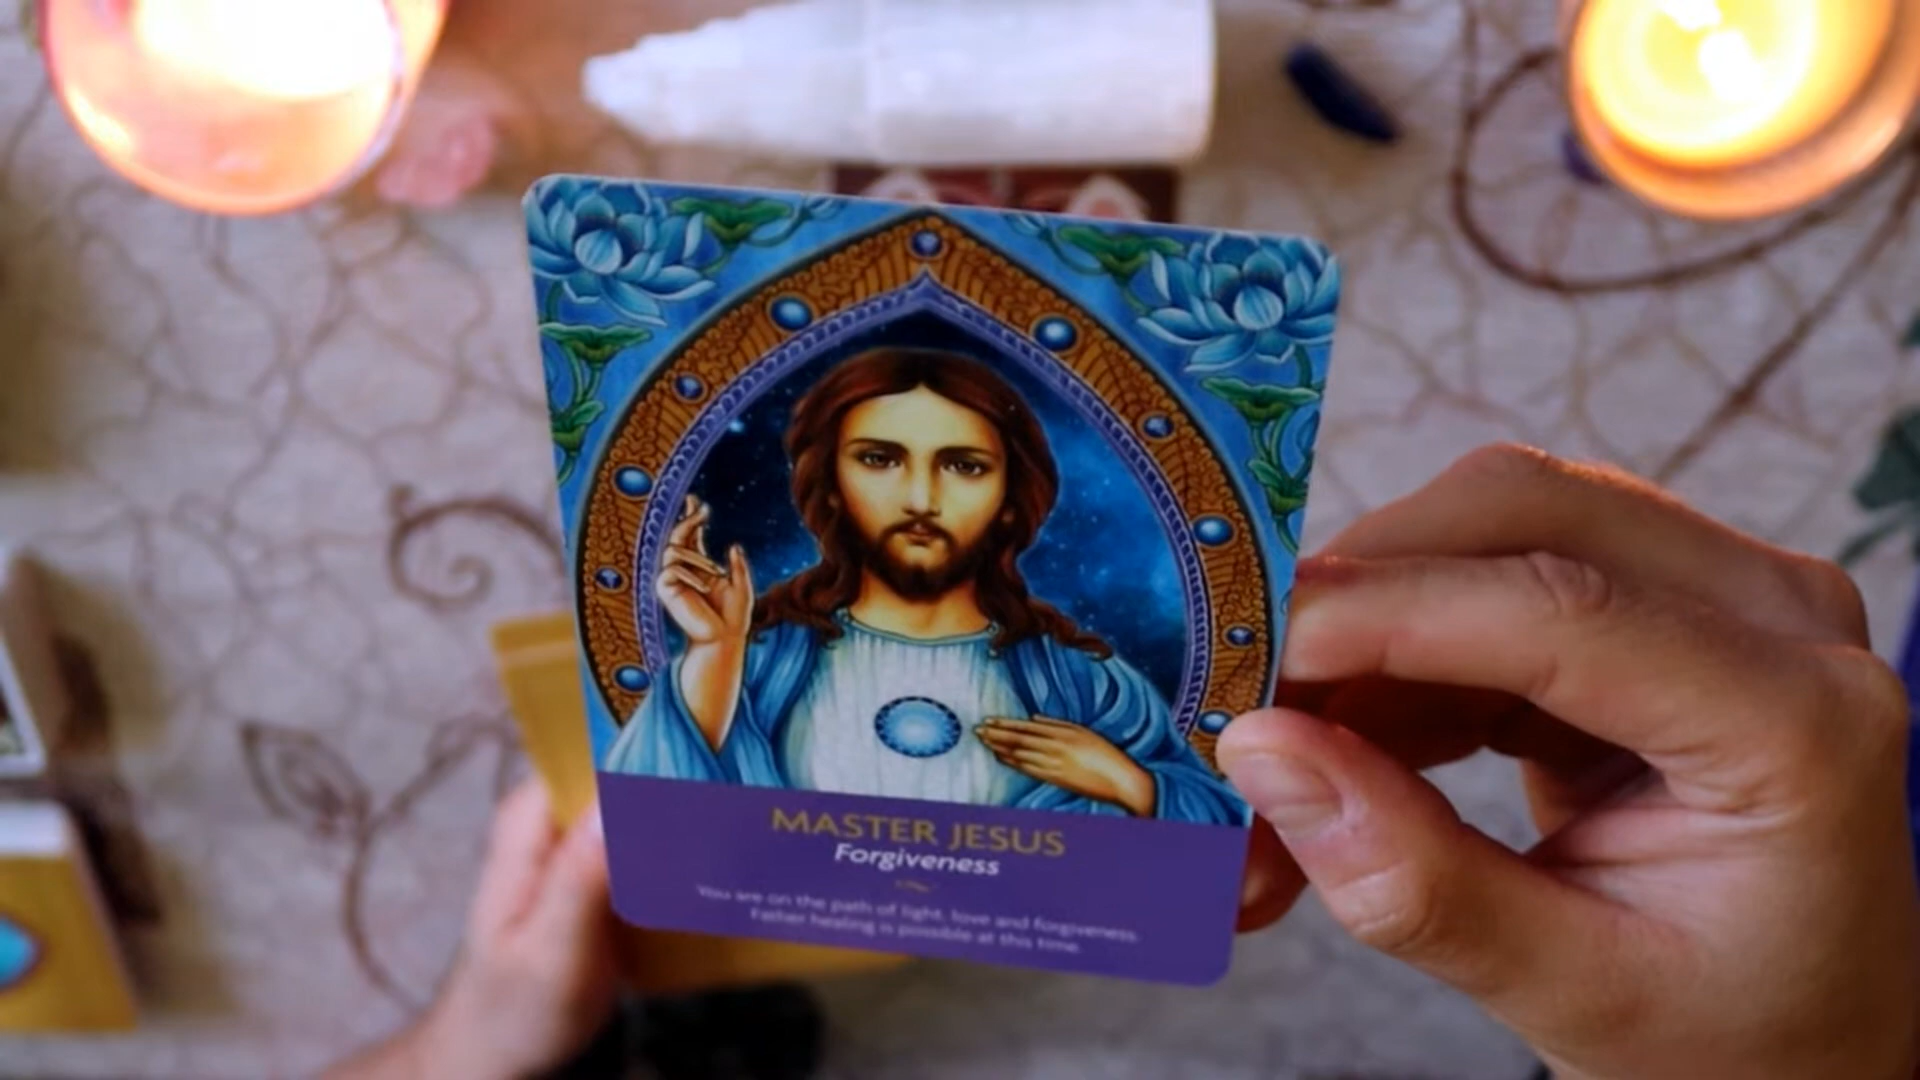 MASTER JESUS
Forgiveness
You are on the path of light, love and forgiveness.
Father healing is possible at this time.